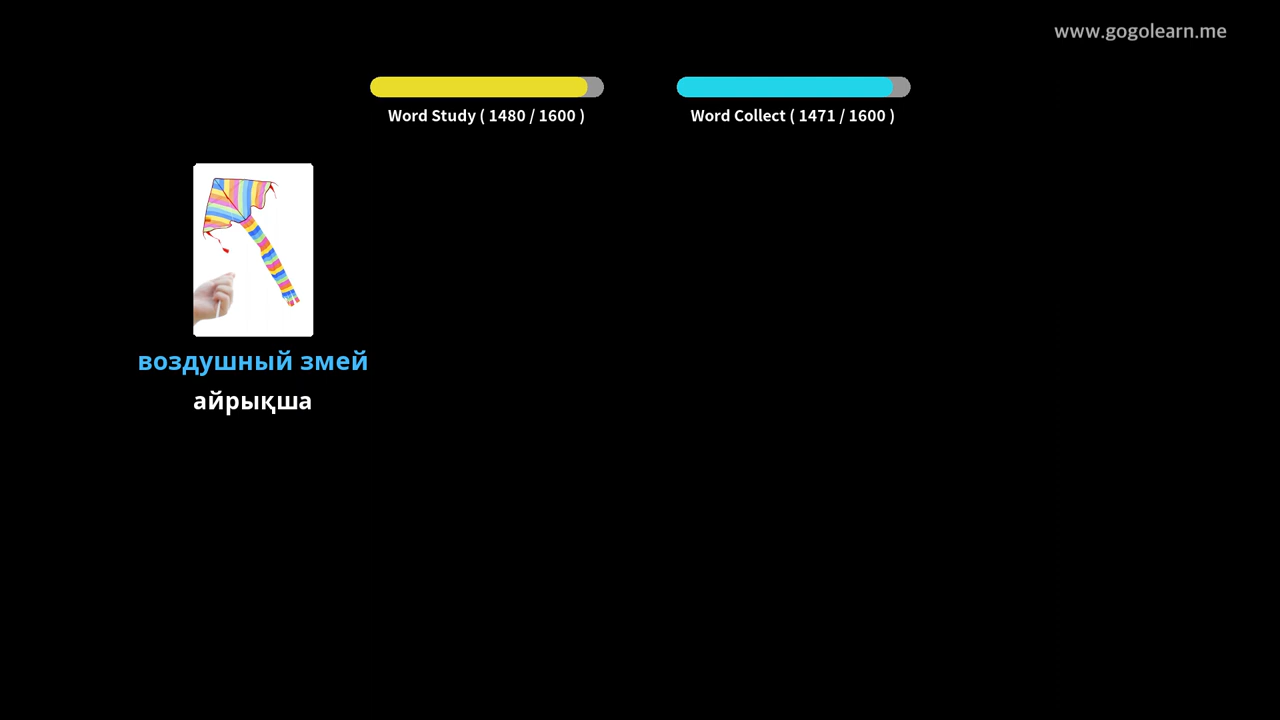 www.gogolearn.me
Word Study ( 1480 / 1600 )
Word Collect ( 1471 / 1600 )
воздушный змей
айрықша